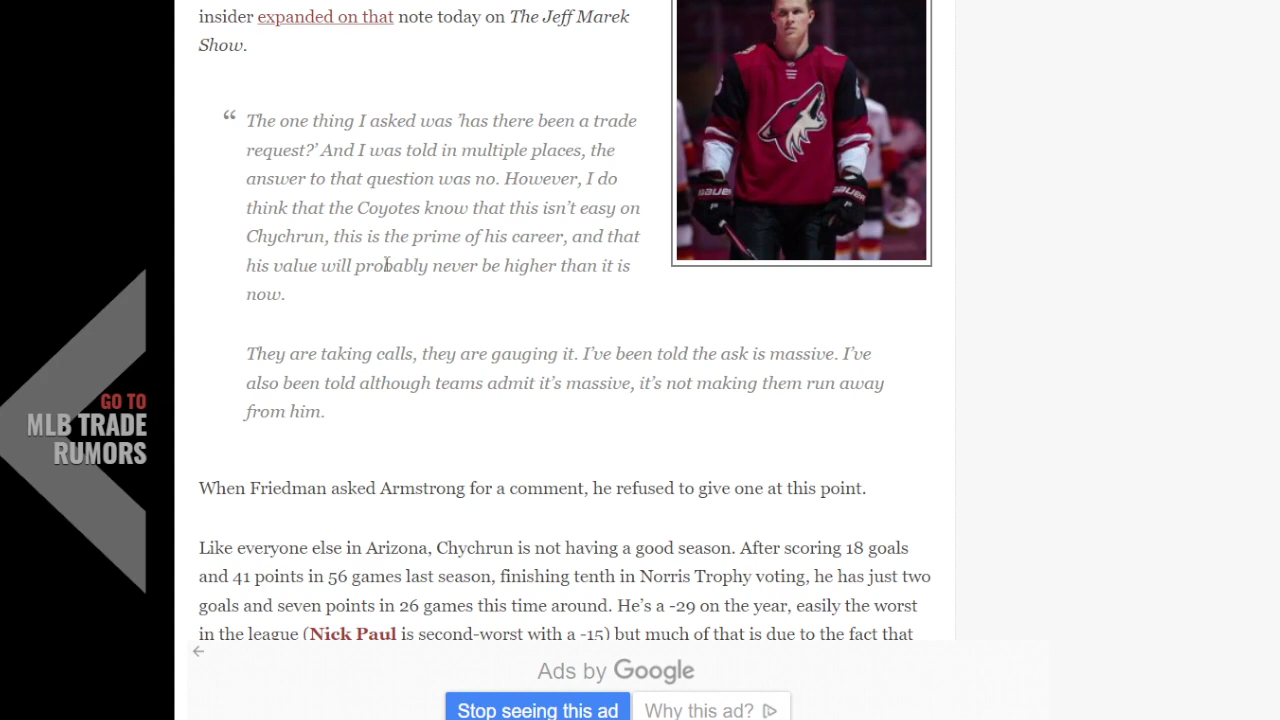 insider expanded on that note today on The Jeff Marek
Show.
“ The one thing I asked was 'has there been a trade
request?' And I was told in multiple places, the
answer to that question was no. However, I do
think that the Coyotes know that this isn't easy on
Chychrun, this is the prime of his career, and that
his value will probably never be higher than it is
now.
They are taking calls, they are gauging it. I've been told the ask is massive. I've
also been told although teams admit it's massive, it's not making them run away
from him.
When Friedman asked Armstrong for a comment, he refused to give one at this point.
Like everyone else in Arizona, Chychrun is not having a good season. After scoring 18 goals
and 41 points in 56 games last season, finishing tenth in Norris Trophy voting, he has just two
goals and seven points in 26 games this time around. He's a -29 on the year, easily the worst
in the league (Nick Paul is second-worst with a -15) but much of that is due to the fact that
GO TO
MLB TRADE
RUMORS
BAUER
BAUER
Ads by Google
Stop seeing this ad
Why this ad?